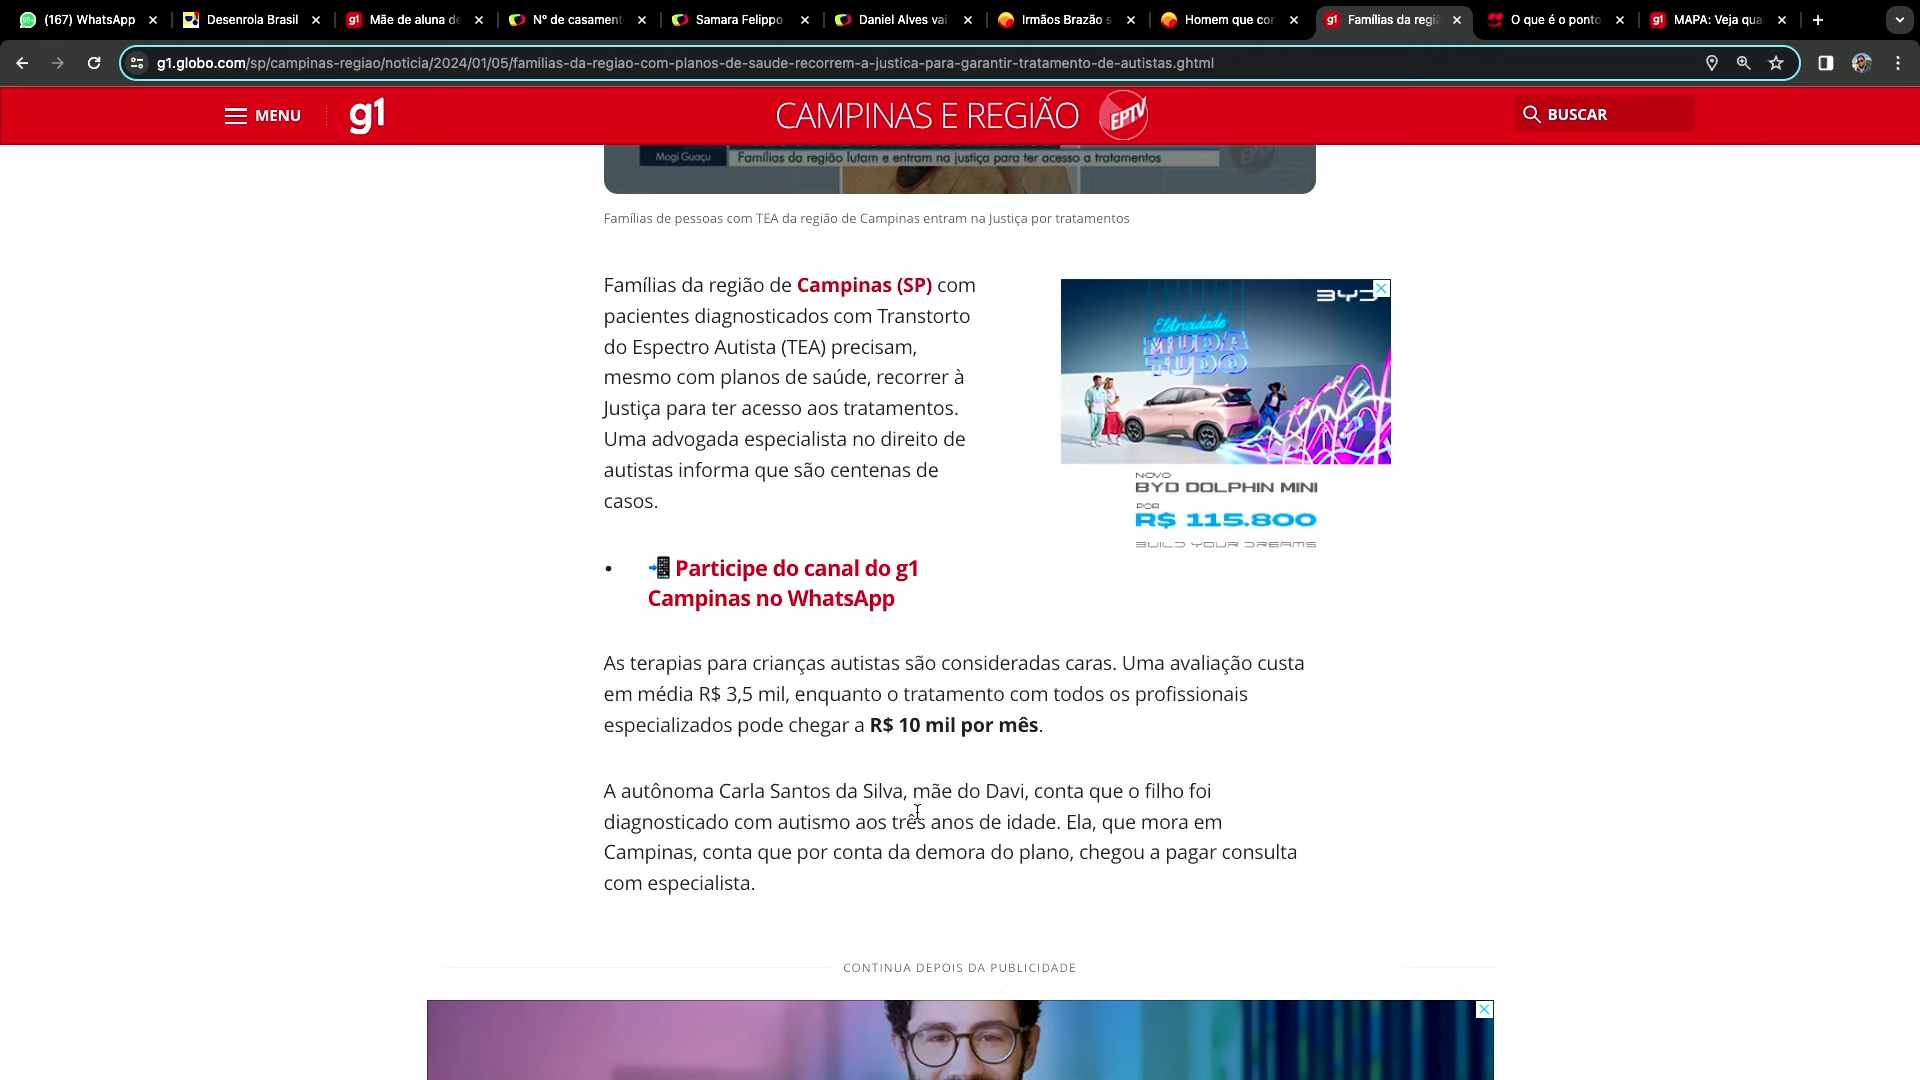 (167) WhatsApp
Desenrola Brasil
Mãe de aluna de
Nº de casament
Samara Felippo
Daniel Alves vai
Irmãos Brazão s
Homem que cor
Famílias da regiã
O que é o ponto
MAPA: Veja qua
g1.globo.com/sp/campinas-regiao/noticia/2024/01/05/familias-da-regiao-com-planos-de-saude-recorrem-a-justica-para-garantir-tratamento-de-autistas.ghtml
MENU
g1
CAMPINAS E REGIÃO
EPTV
BUSCAR
Mogi Guaçu
Famílias da região lutam e entram na justiça para ter acesso a tratamentos
Famílias de pessoas com TEA da região de Campinas entram na Justiça por tratamentos
Famílias da região de Campinas (SP) com
pacientes diagnosticados com Transtorto
do Espectro Autista (TEA) precisam,
mesmo com planos de saúde, recorrer à
Justiça para ter acesso aos tratamentos.
Uma advogada especialista no direito de
autistas informa que são centenas de
casos.
BYD
Eletricidade
MUDA
TUDO
NOVO
BYD DOLPHIN MINI
POR
R$ 115.800
BUILD YOUR DREAMS
• Participe do canal do g1
Campinas no WhatsApp
As terapias para crianças autistas são consideradas caras. Uma avaliação custa
em média R$ 3,5 mil, enquanto o tratamento com todos os profissionais
especializados pode chegar a R$ 10 mil por mês.
A autônoma Carla Santos da Silva, mãe do Davi, conta que o filho foi
diagnosticado com autismo aos três anos de idade. Ela, que mora em
Campinas, conta que por conta da demora do plano, chegou a pagar consulta
com especialista.
CONTINUA DEPOIS DA PUBLICIDADE